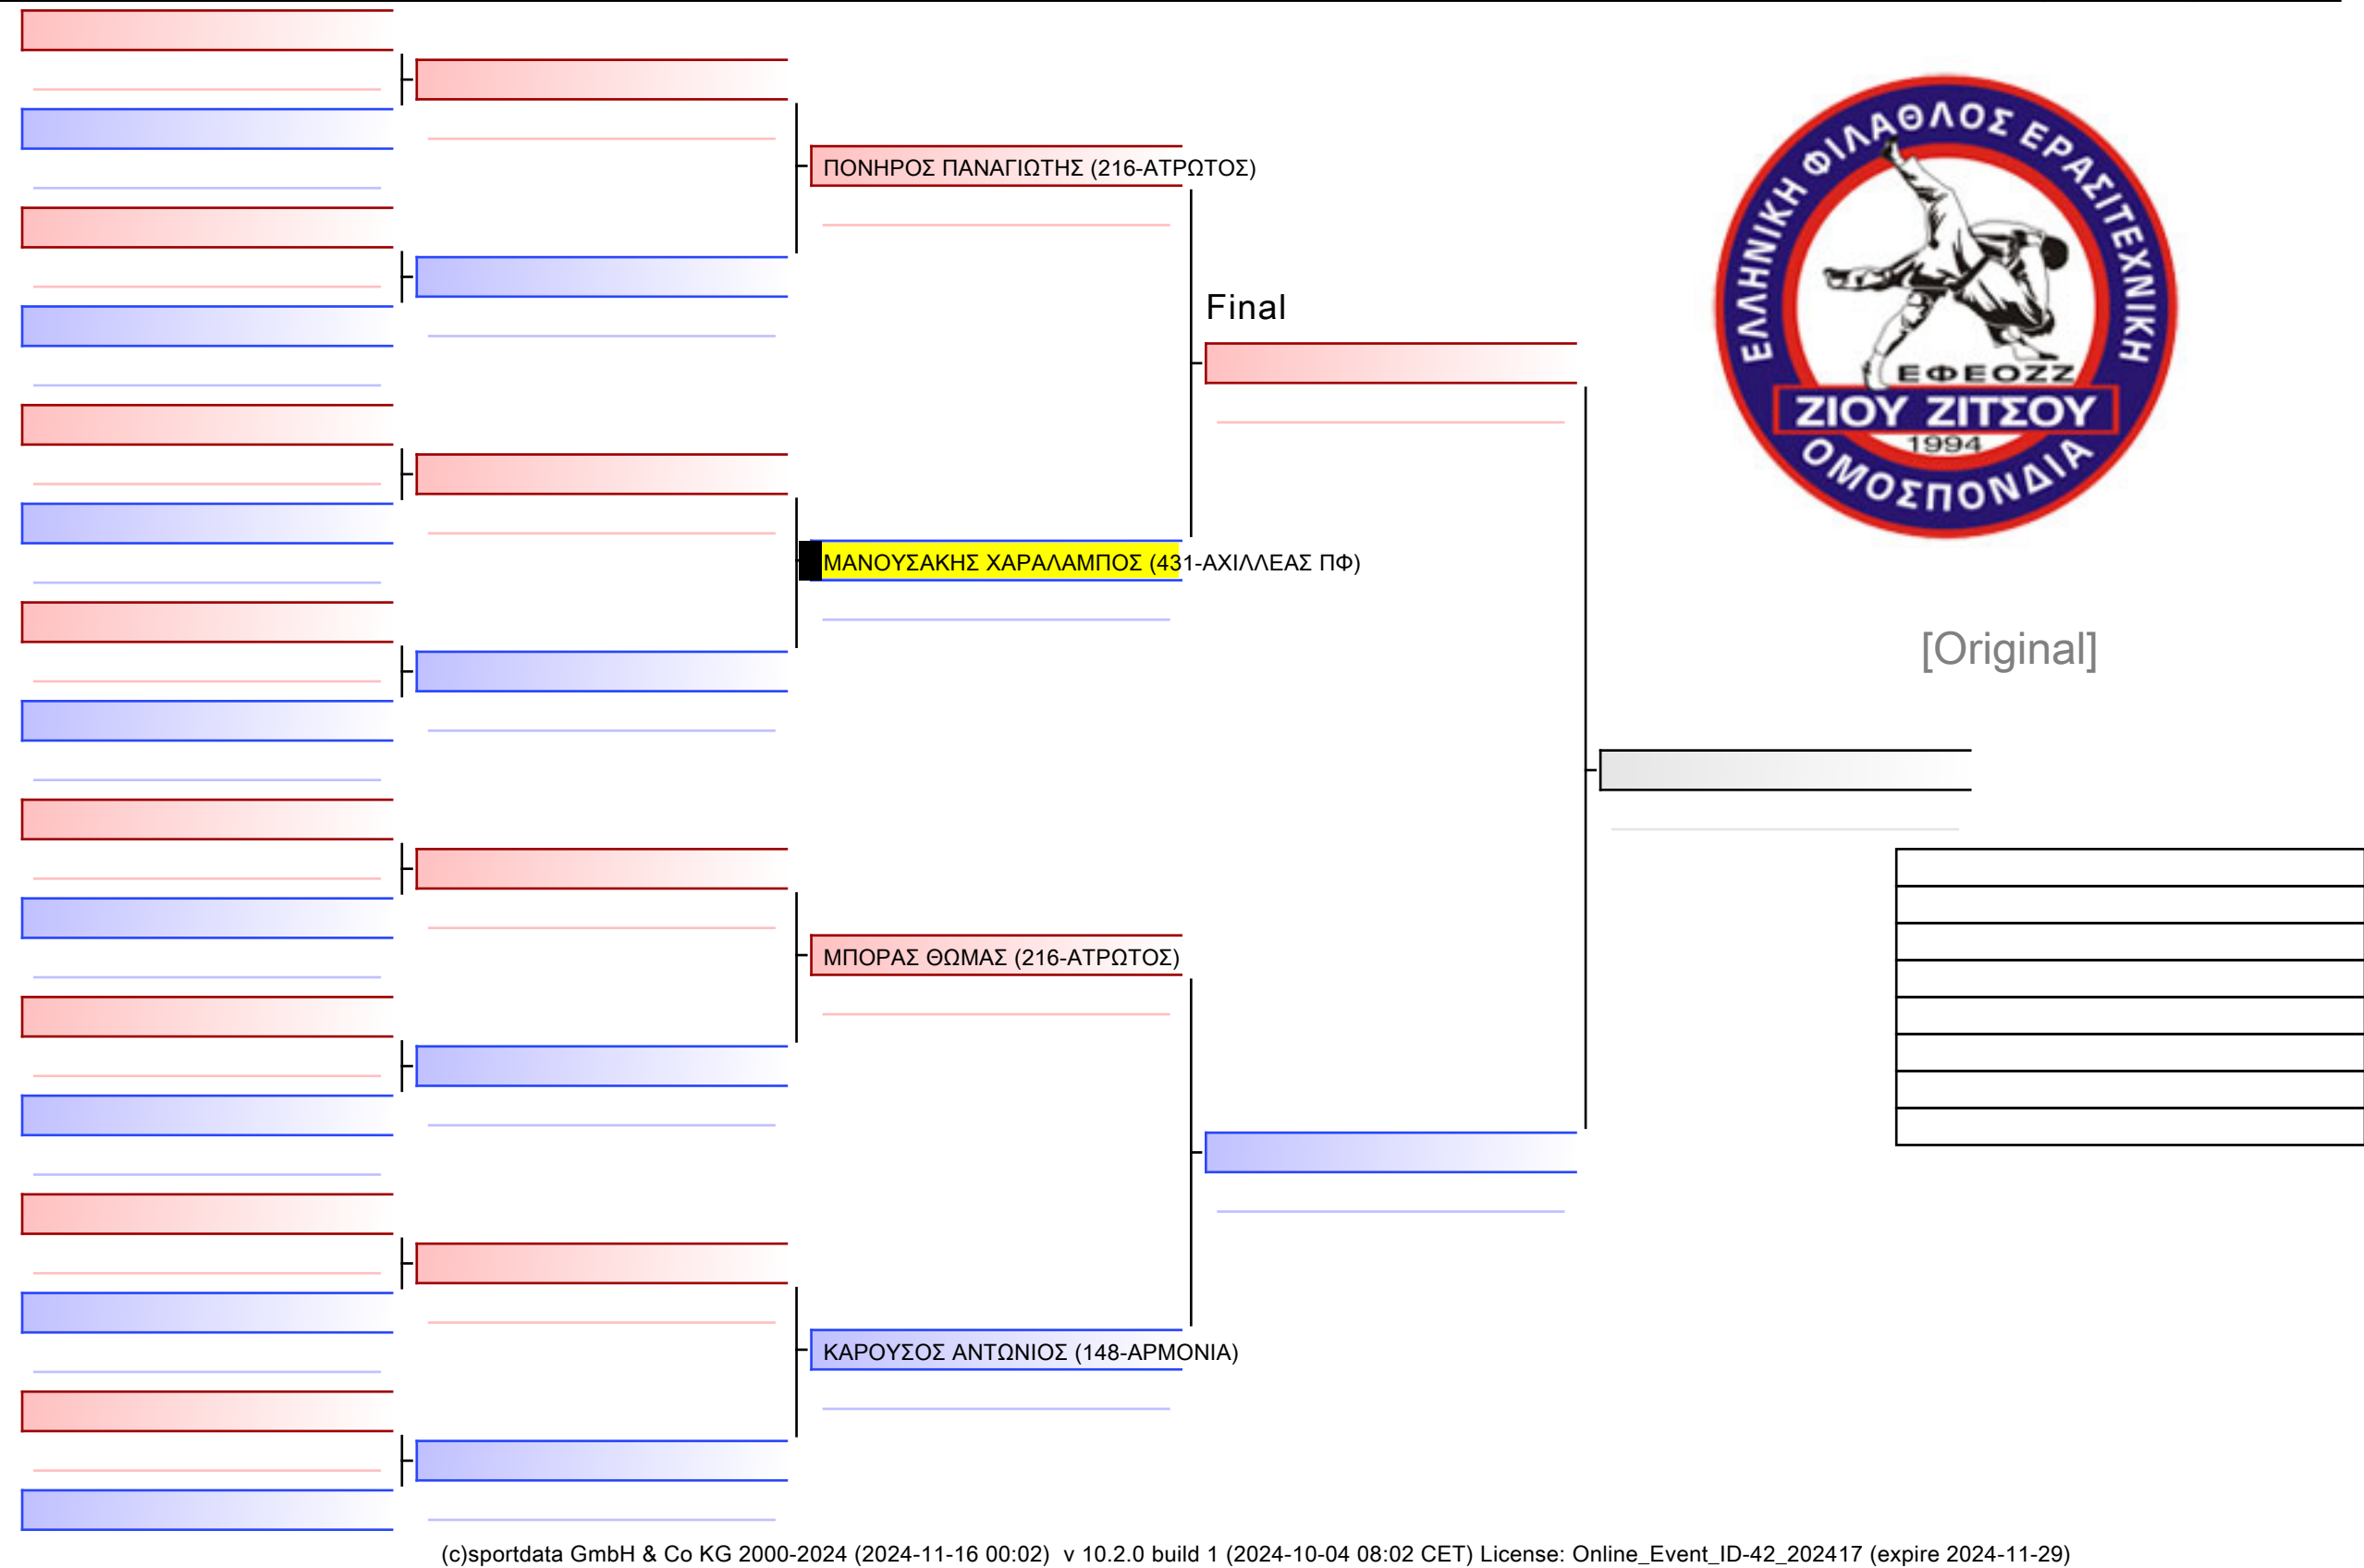 ΠΟΝΗΡΟΣ ΠΑΝΑΓΙΩΤΗΣ (216-ΑΤΡΩΤΟΣ)
Final
ΕΛΛΗΝΙΚΗ ΦΙΛΑΘΛΟΣ ΕΡΑΣΙΤΕΧΝΙΚΗ
ΕΦΕΟΖΖ
ΖΙΟΥ ΖΙΤΣΟΥ
1994
ΟΜΟΣΠΟΝΔΙΑ
ΜΑΝΟΥΣΑΚΗΣ ΧΑΡΑΛΑΜΠΟΣ (431-ΑΧΙΛΛΕΑΣ ΠΦ)
[Original]
ΜΠΟΡΑΣ ΘΩΜΑΣ (216-ΑΤΡΩΤΟΣ)
ΚΑΡΟΥΣΟΣ ΑΝΤΩΝΙΟΣ (148-ΑΡΜΟΝΙΑ)
(c)sportdata GmbH & Co KG 2000-2024 (2024-11-16 00:02)  v 10.2.0 build 1 (2024-10-04 08:02 CET) License: Online_Event_ID-42_202417 (expire 2024-11-29)